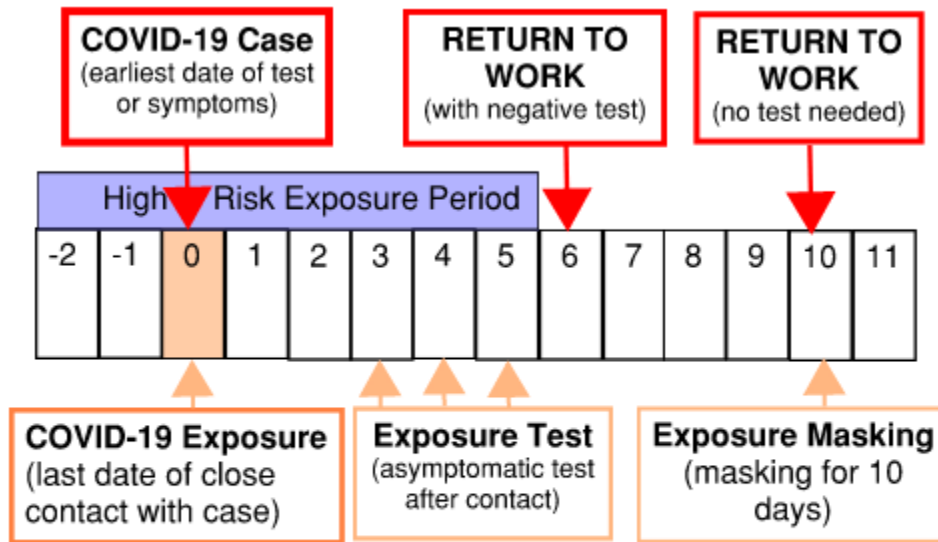 COVID-19 Case
(earliest date of test
or symptoms)
RETURN TO
WORK
(with negative test)
RETURN TO
WORK
(no test needed)
High Risk Exposure Period
-2 -1 0 1 2 3 4 5 6 7 8 9 10 11
COVID-19 Exposure
(last date of close
contact with case)
Exposure Test
(asymptomatic test
after contact)
Exposure Masking
(masking for 10
days)